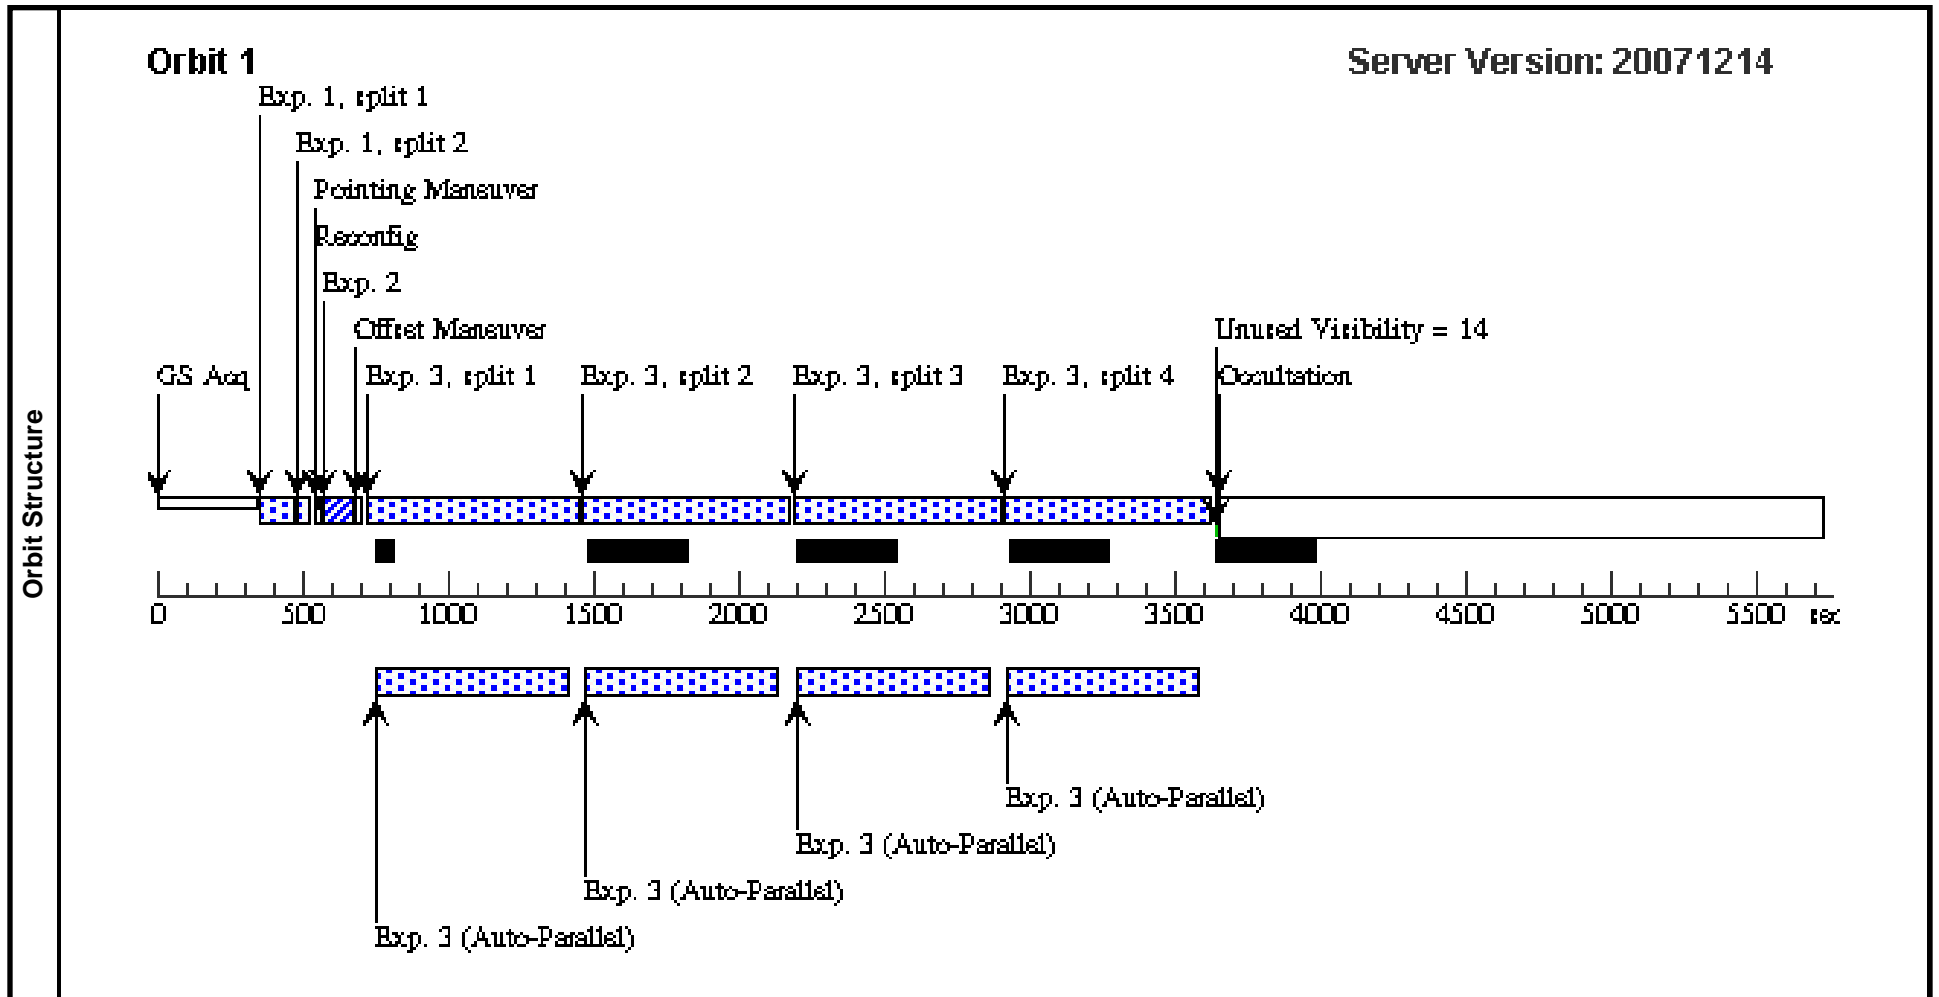 Orbit 1
Server Version: 20071214
Exp. 1, split 1
Exp. 1, split 2
Pointing Maneuver
Reconfig
Exp. 2
Offset Maneuver
Unused Visibility = 14
GS Acq
Exp. 3, split 1
Exp. 3, split 2
Exp. 3, split 3
Exp. 3, split 4
Occultation
Orbit Structure
0 500 1000 1500 2000 2500 3000 3500 4000 4500 5000 5500 sec
Exp. 3 (Auto-Parallel)
Exp. 3 (Auto-Parallel)
Exp. 3 (Auto-Parallel)
Exp. 3 (Auto-Parallel)